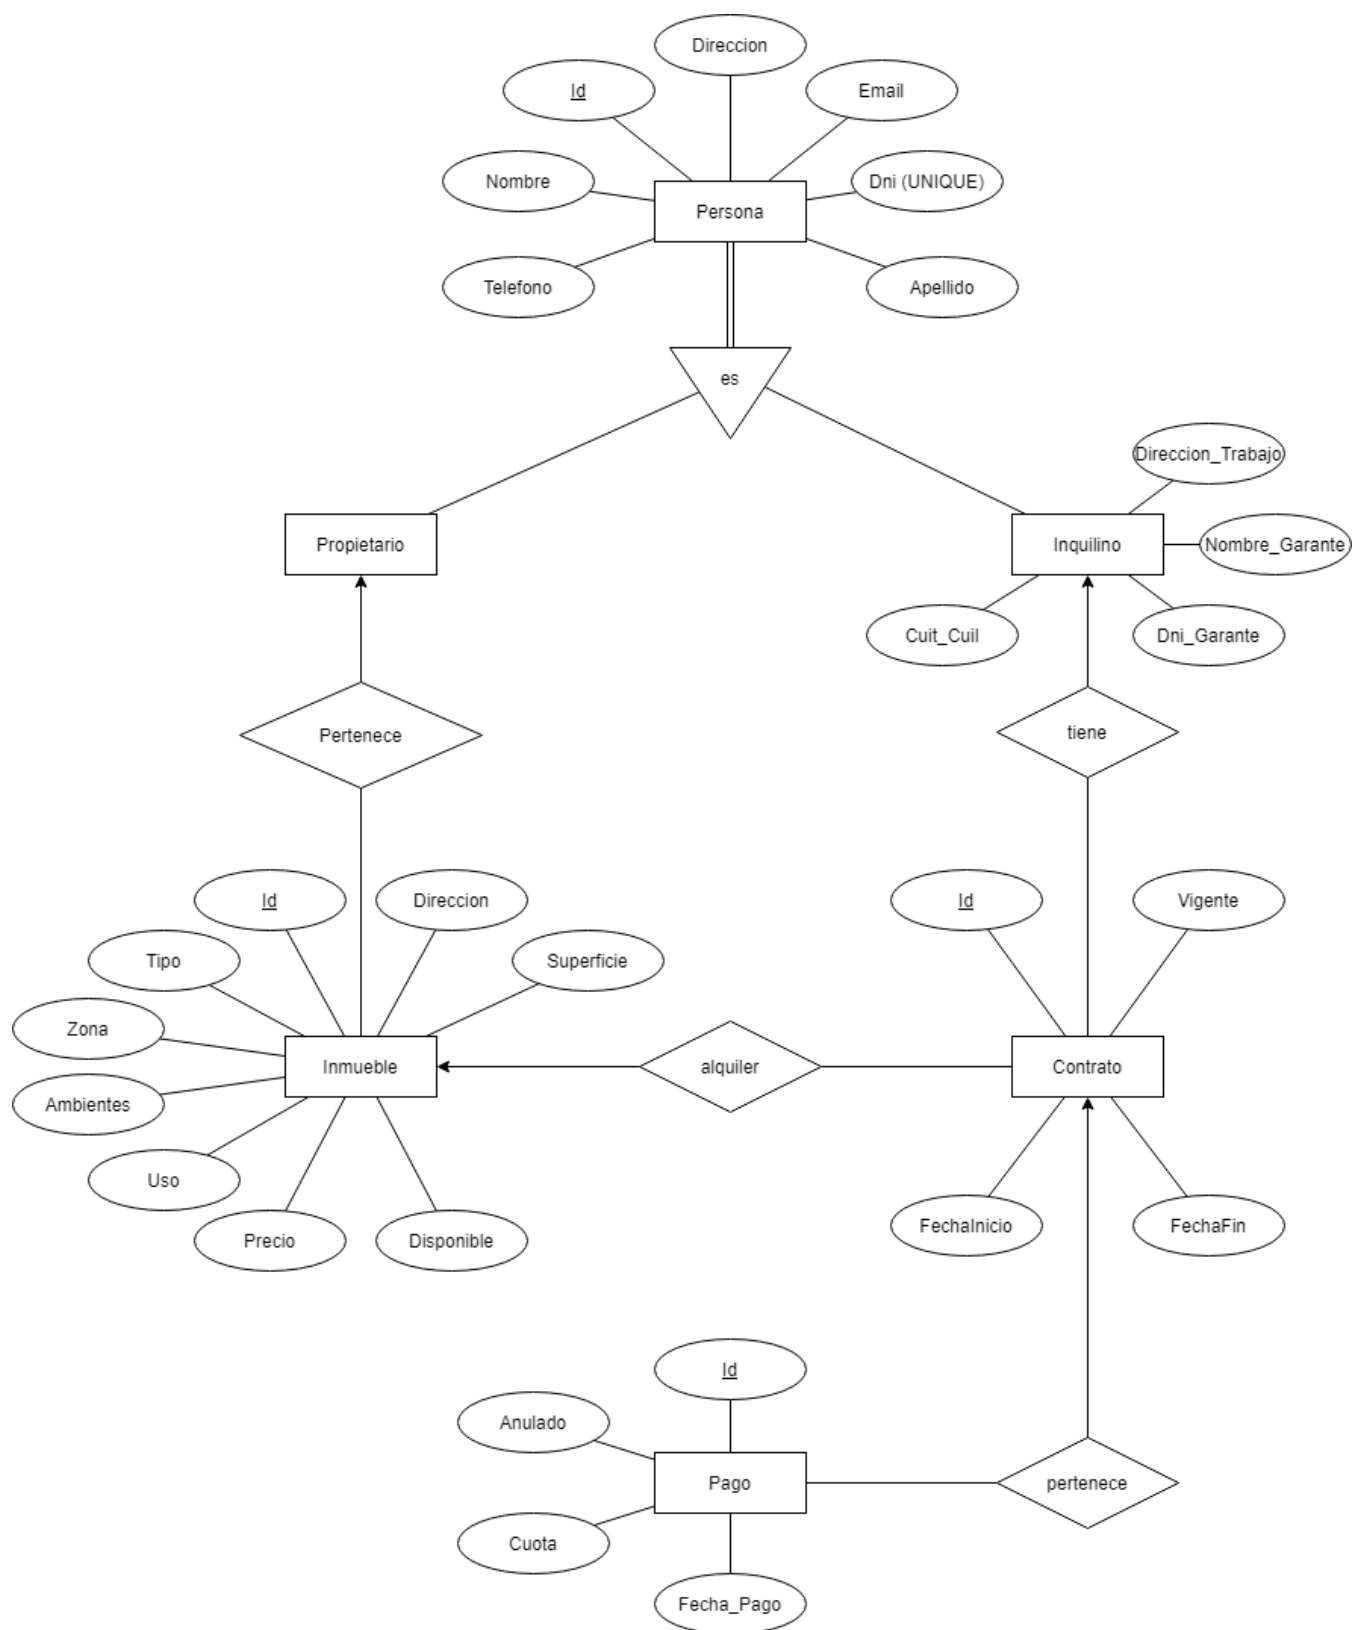 Direccion
Id
Email
Nombre
Dni (UNIQUE)
Persona
Telefono
Apellido
es
Direccion_Trabajo
Propietario
Inquilino
Nombre_Garante
Cuit_Cuil
Dni_Garante
Pertenece
tiene
Id
Direccion
Id
Vigente
Tipo
Superficie
Zona
Inmueble
alquiler
Contrato
Ambientes
Uso
FechaInicio
FechaFin
Precio
Disponible
Id
Anulado
Pago
pertenece
Cuota
Fecha_Pago